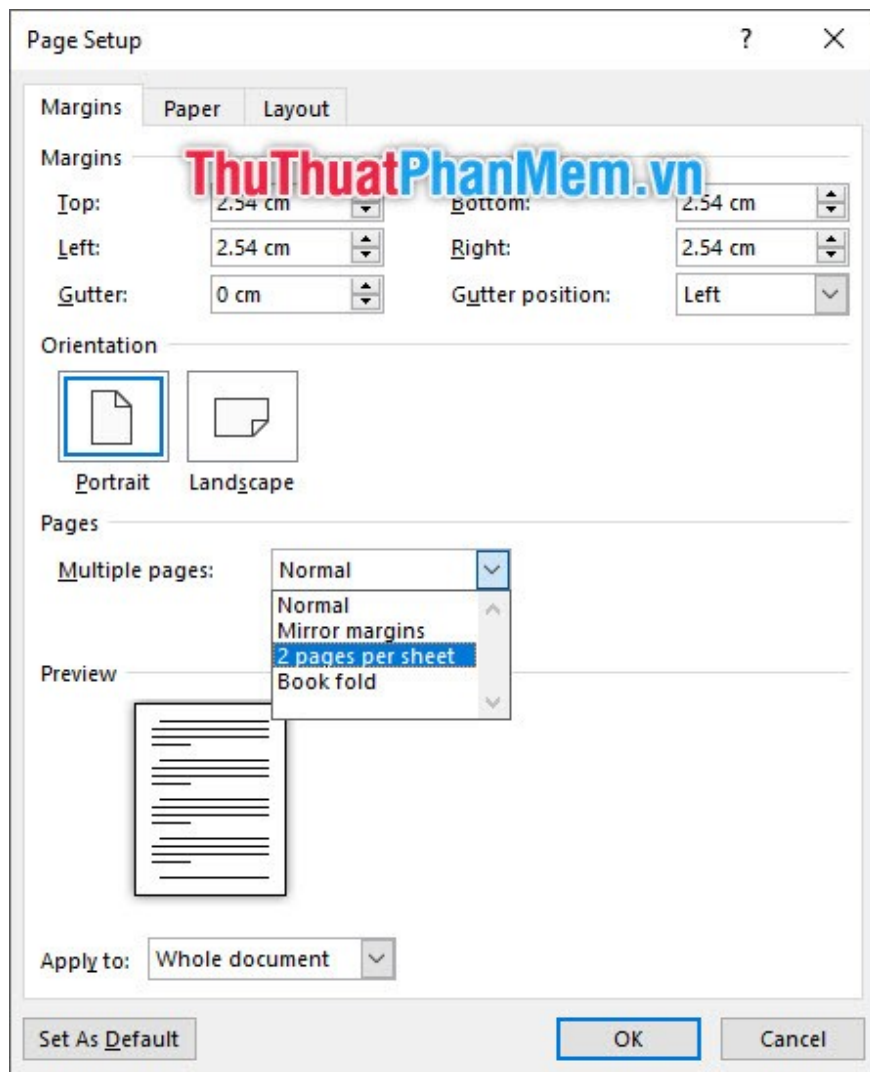 Page Setup ? 
Margins Paper Layout
Margins
ThuThuatPhanMem.vn
Top: 2.54 cm Bottom: 2.54 cm
Left: 2.54 cm Right: 2.54 cm
Gutter: 0 cm Gutter position: Left
Orientation
Portrait Landscape
Pages
Multiple pages: Normal
Normal
Mirror margins
2 pages per sheet
Book fold
Preview
Apply to: Whole document
Set As Default OK Cancel